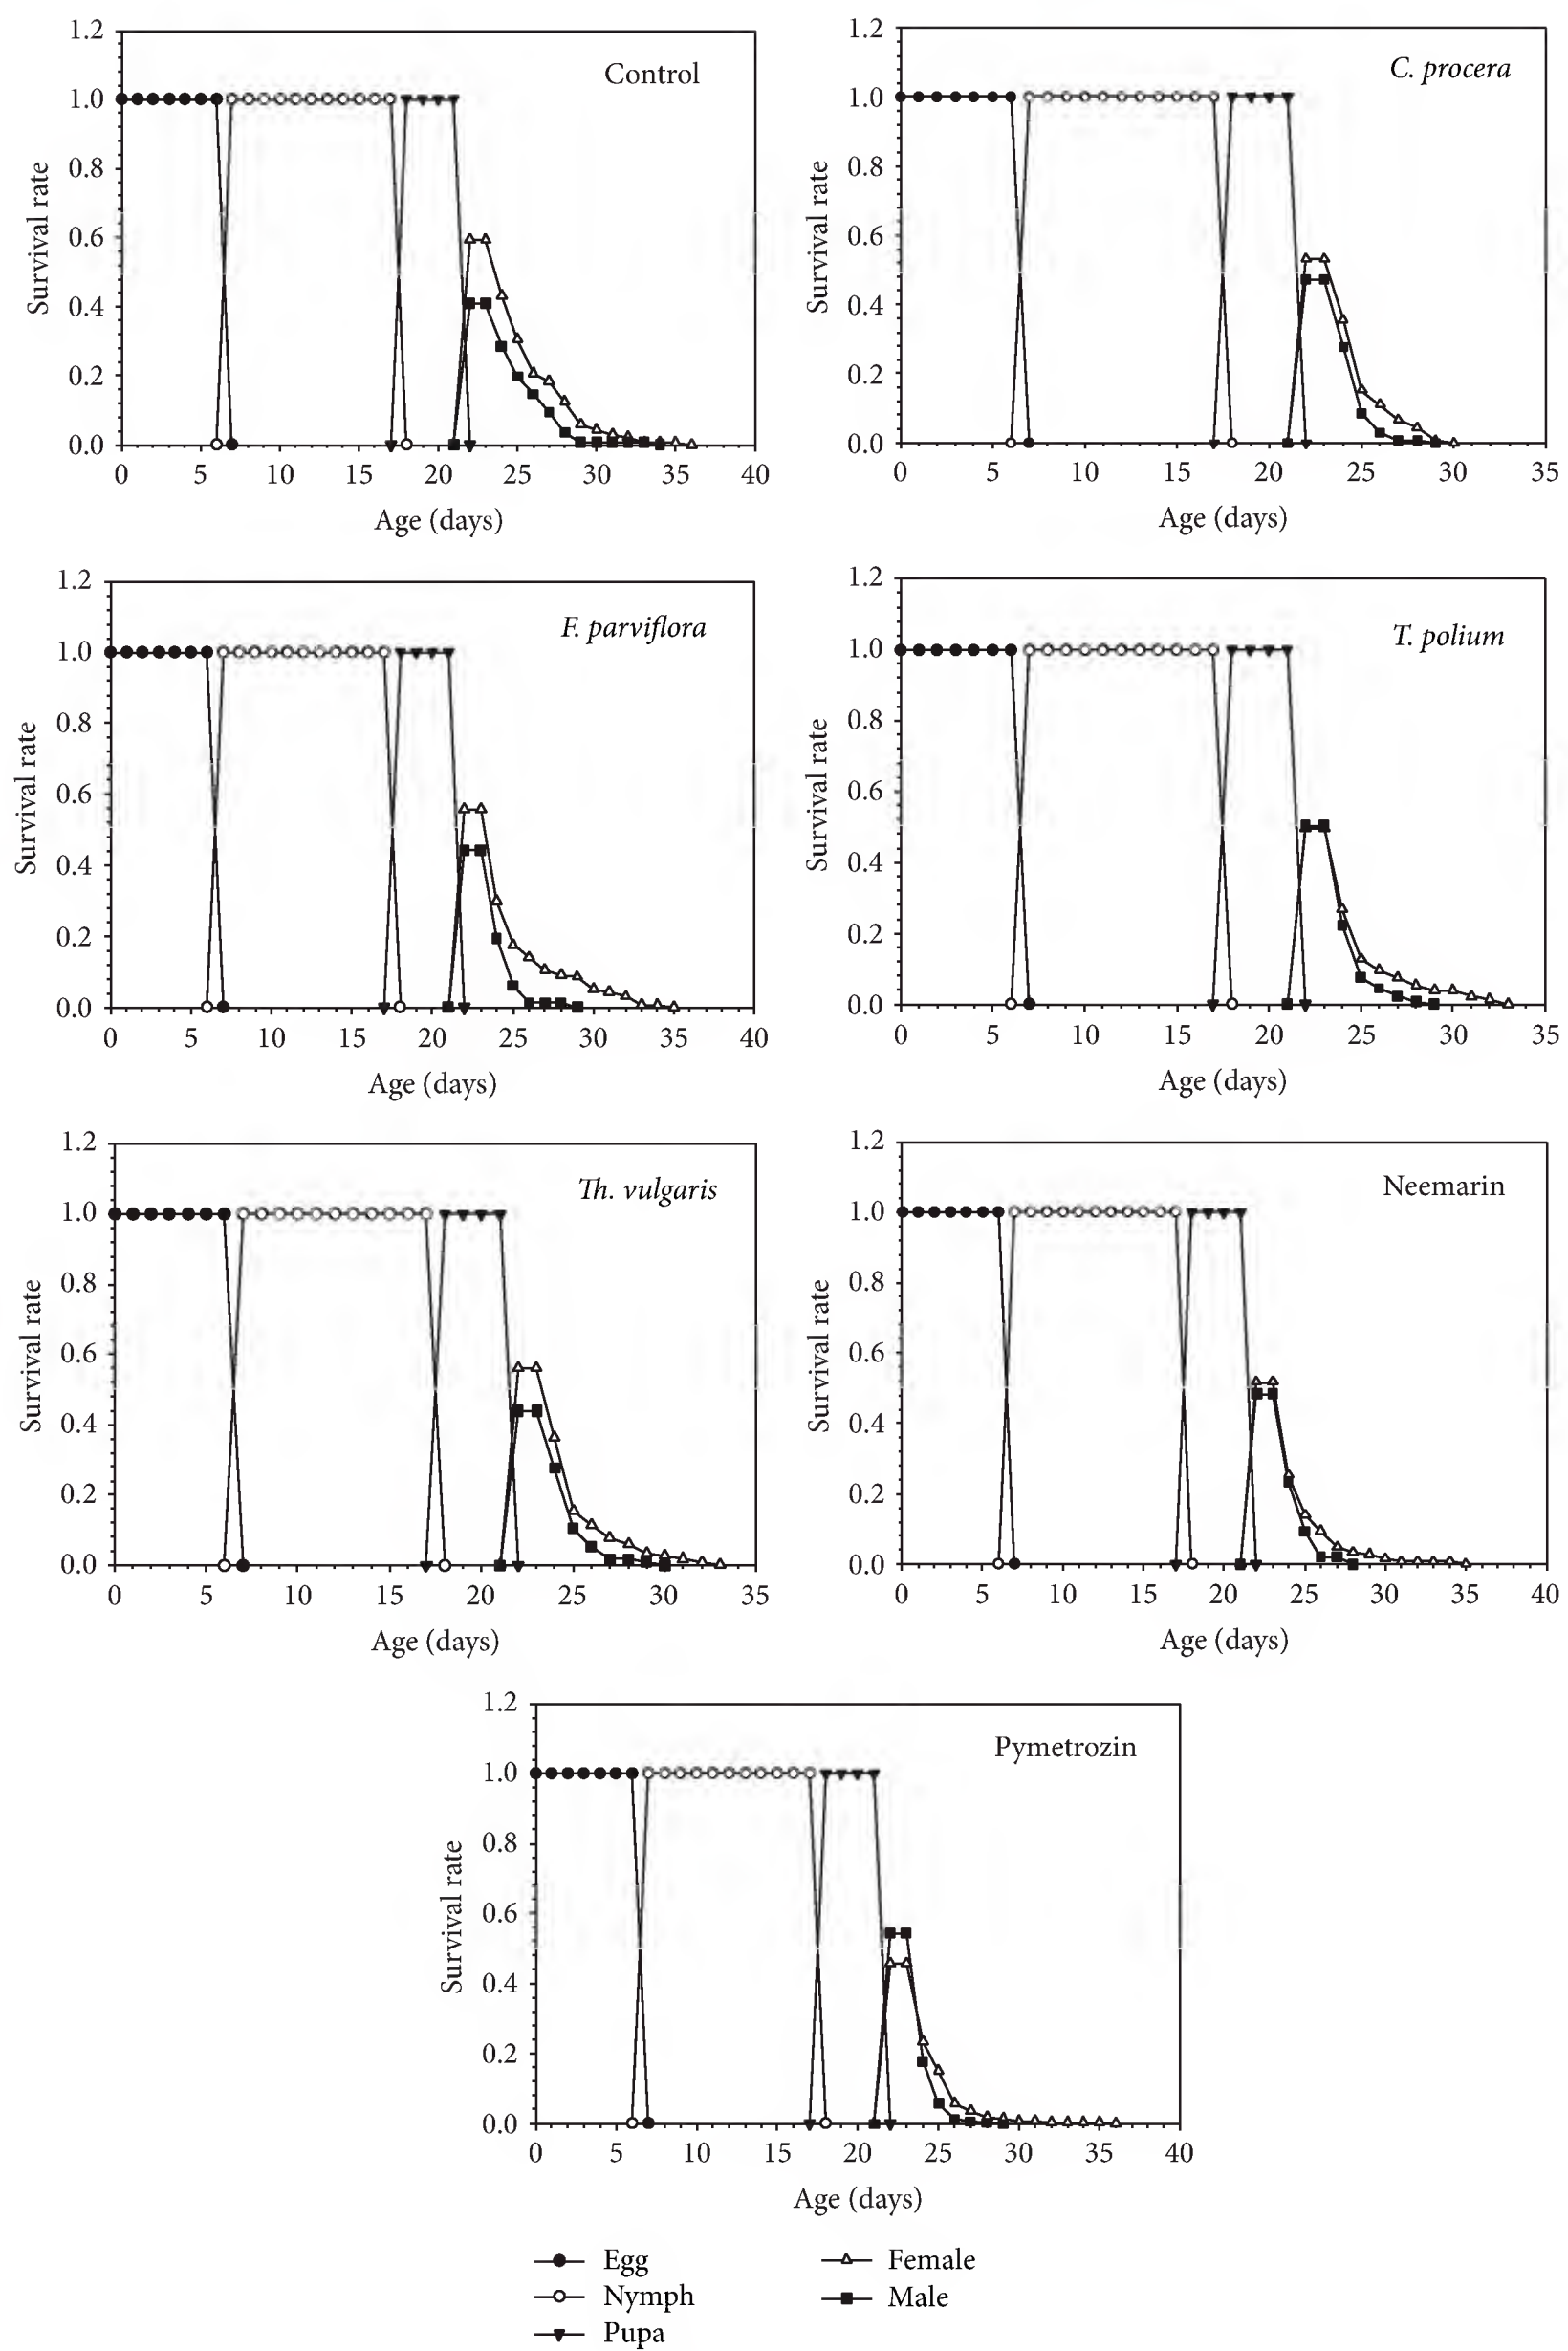 Control
Survival rate
1.2
1.0
0.8
0.6
0.4
0.2
0.0
0 5 10 15 20 25 30 35 40
Age (days)
C. procera
Survival rate
1.2
1.0
0.8
0.6
0.4
0.2
0.0
0 5 10 15 20 25 30 35
Age (days)
F. parviflora
Survival rate
1.2
1.0
0.8
0.6
0.4
0.2
0.0
0 5 10 15 20 25 30 35 40
Age (days)
T. polium
Survival rate
1.2
1.0
0.8
0.6
0.4
0.2
0.0
0 5 10 15 20 25 30 35
Age (days)
Th. vulgaris
Survival rate
1.2
1.0
0.8
0.6
0.4
0.2
0.0
0 5 10 15 20 25 30 35
Age (days)
Neemarin
Survival rate
1.2
1.0
0.8
0.6
0.4
0.2
0.0
0 5 10 15 20 25 30 35 40
Age (days)
Pymetrozin
Survival rate
1.2
1.0
0.8
0.6
0.4
0.2
0.0
0 5 10 15 20 25 30 35 40
Age (days)
Egg
Nymph
Pupa
Female
Male